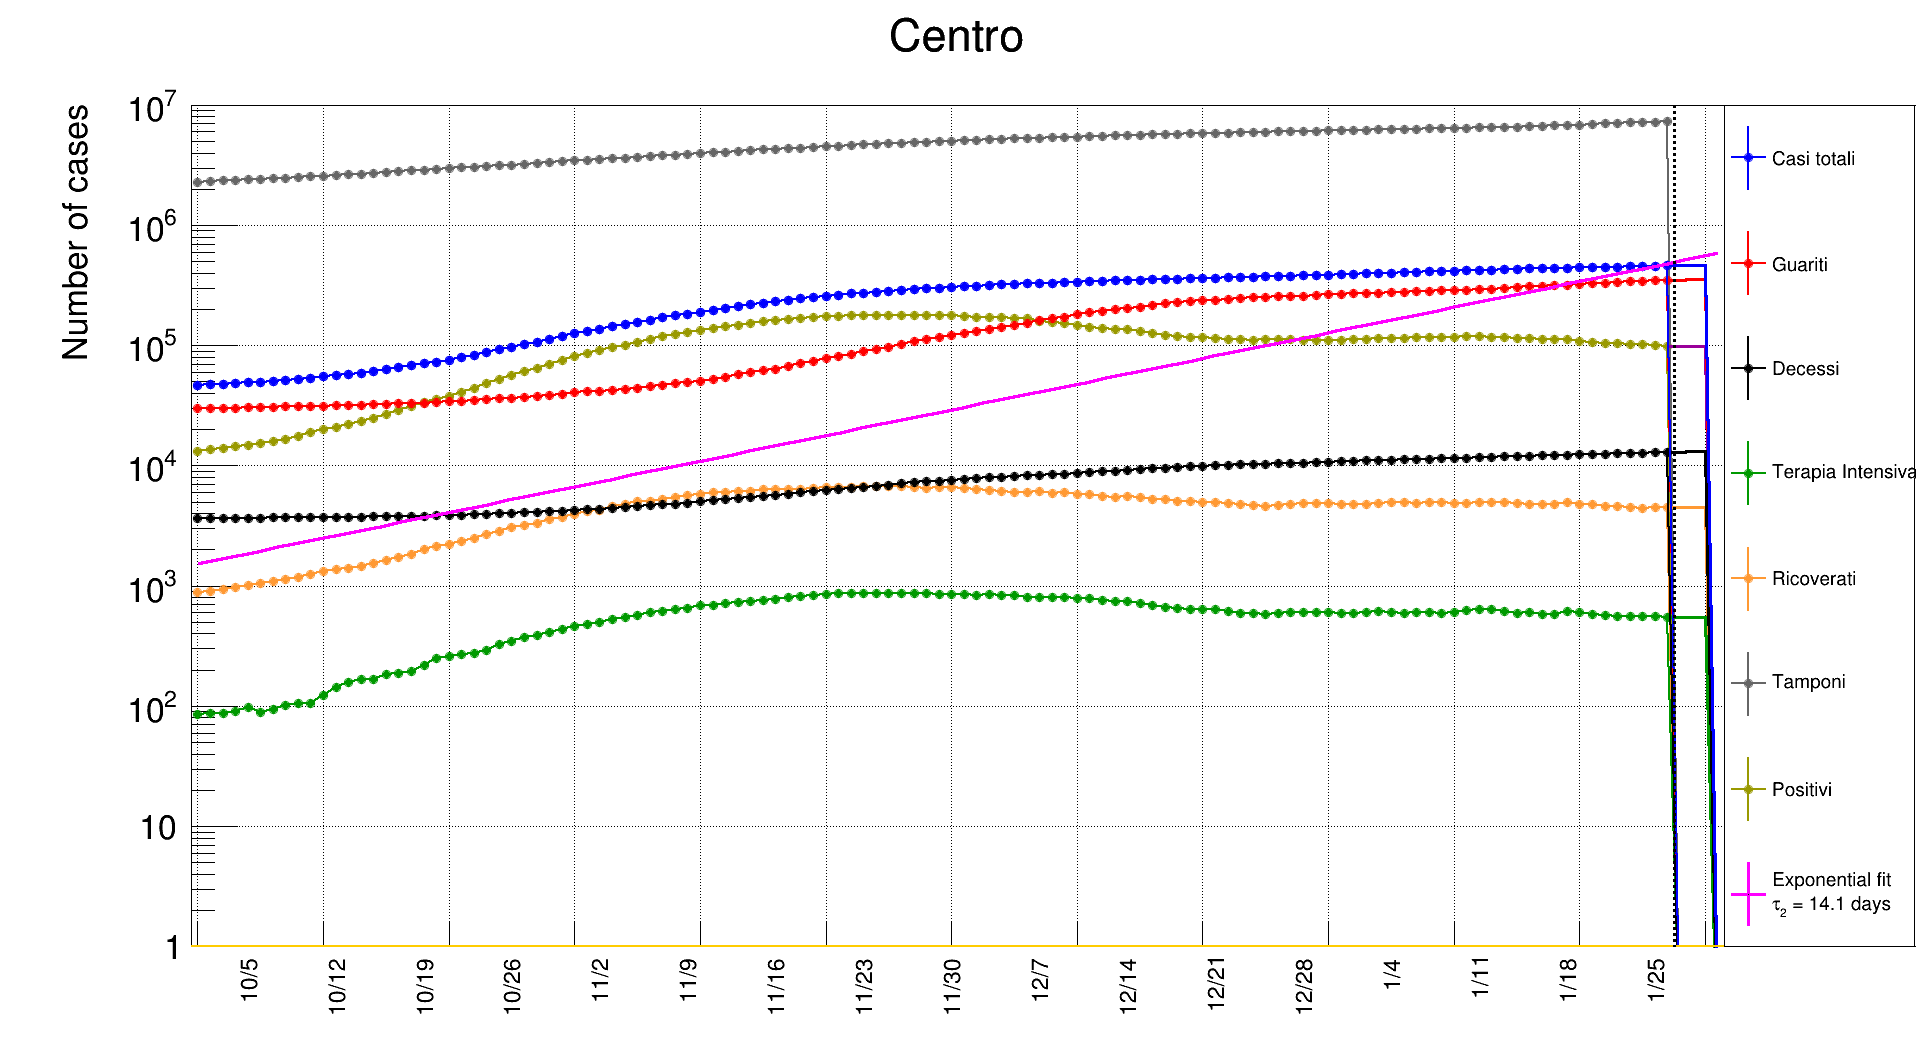 Centro
Number of cases
10^7
10^6
10^5
10^4
10^3
10^2
10
1
10/5
10/12
10/19
10/26
11/2
11/9
11/16
11/23
11/30
12/7
12/14
12/21
12/28
1/4
1/11
1/18
1/25
Casi totali
Guariti
Decessi
Terapia Intensiva
Ricoverati
Tamponi
Positivi
Exponential fit
τ₂ = 14.1 days